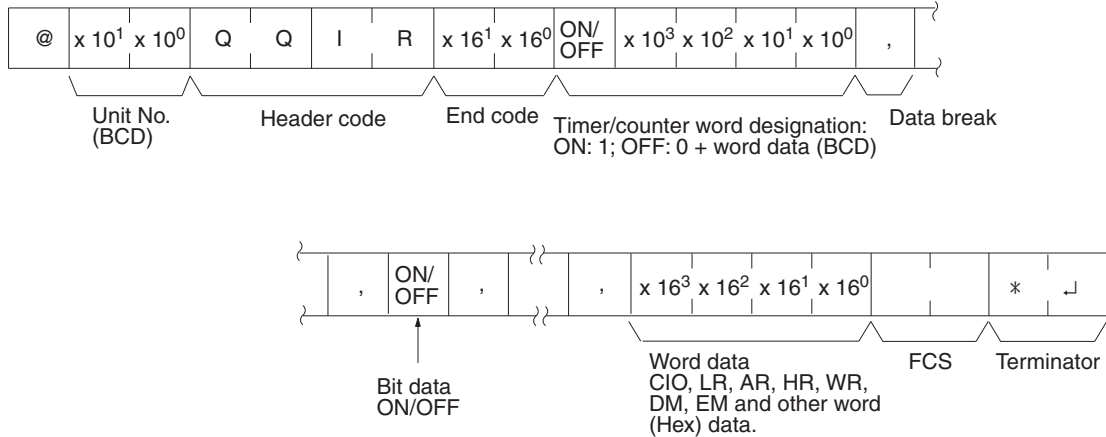 @ x 10¹ x 10⁰ Q Q I R x 16¹ x 16⁰ ON/OFF x 10³ x 10² x 10¹ x 10⁰ ,
Unit No.
(BCD)
Header code
End code
Timer/counter word designation:
ON: 1; OFF: 0 + word data (BCD)
Data break
, ON/OFF , , x 16³ x 16² x 16¹ x 16⁰ * ↵
Bit data
ON/OFF
Word data
CIO, LR, AR, HR, WR,
DM, EM and other word
(Hex) data.
FCS
Terminator